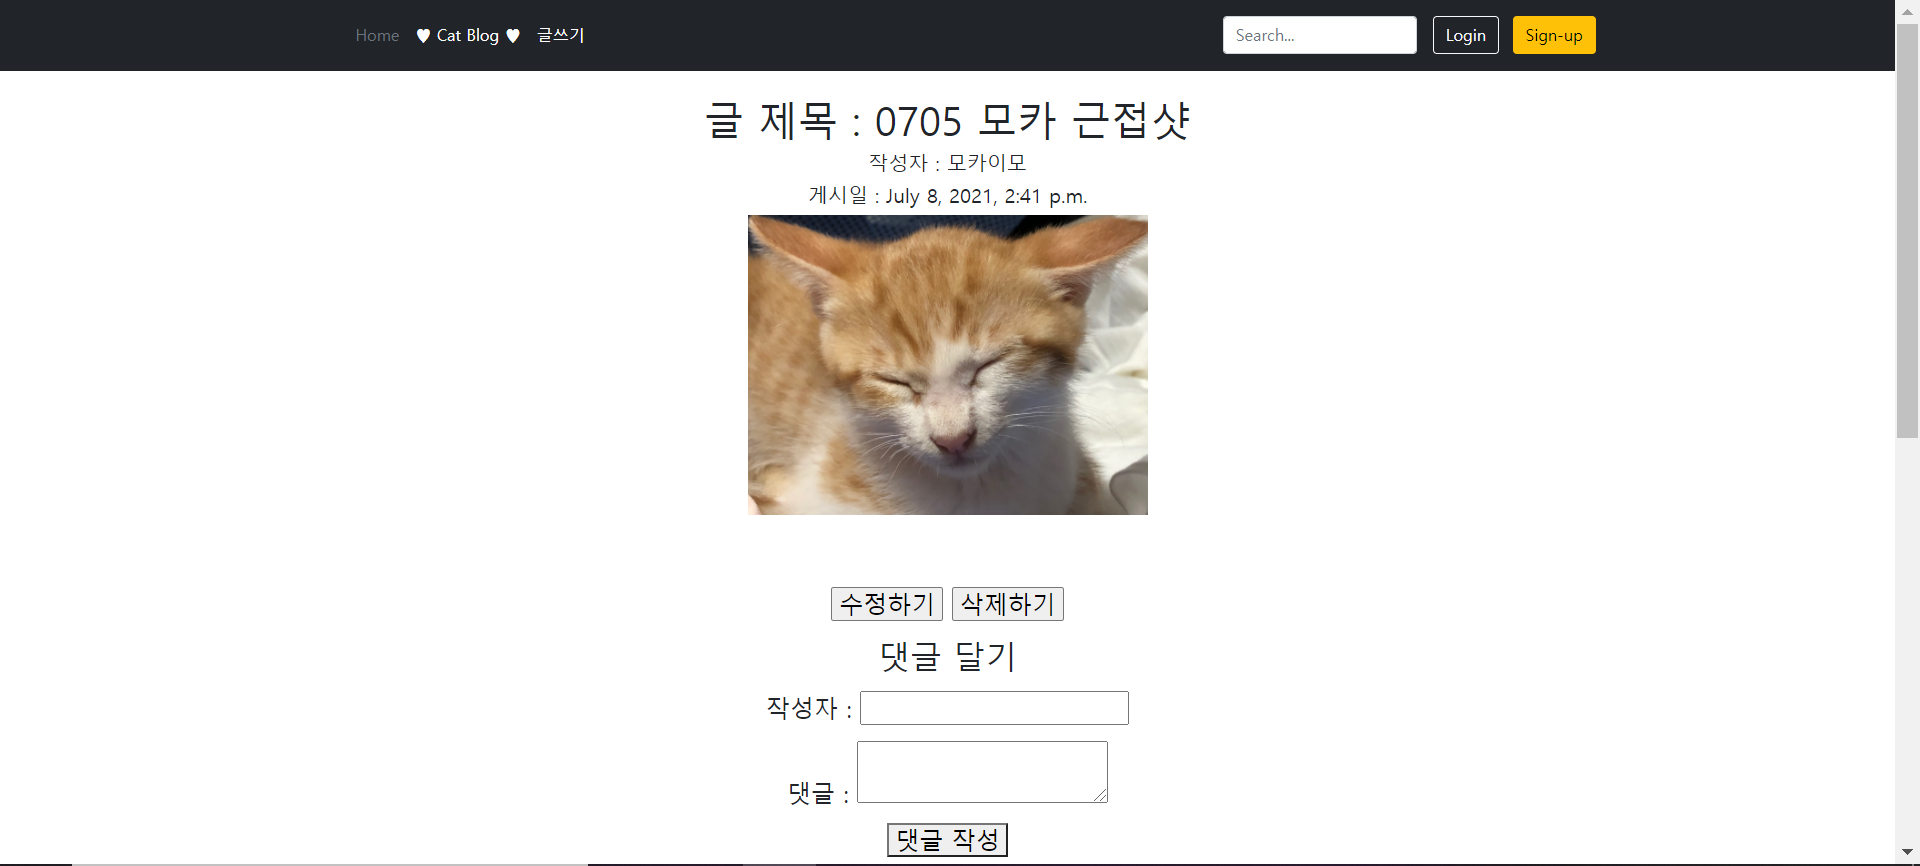 Home ♥ Cat Blog ♥ 글쓰기 Search... Login Sign-up
글 제목 : 0705 모카 근접샷
작성자 : 모카이모
게시일 : July 8, 2021, 2:41 p.m.
수정하기 삭제하기
댓글 달기
작성자 :
댓글 :
댓글 작성